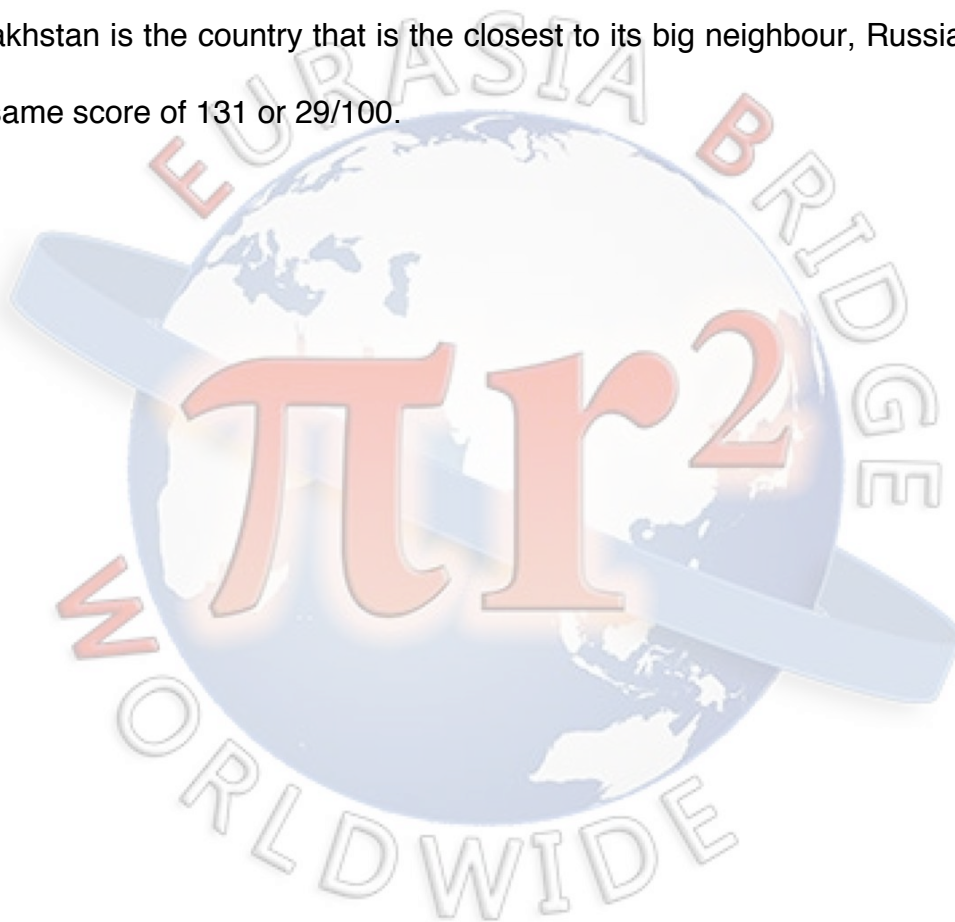 akhstan is the country that is the closest to its big neighbour, Russia
same score of 131 or 29/100.
EURASIA BRIDGE
πr²
WORLDWIDE